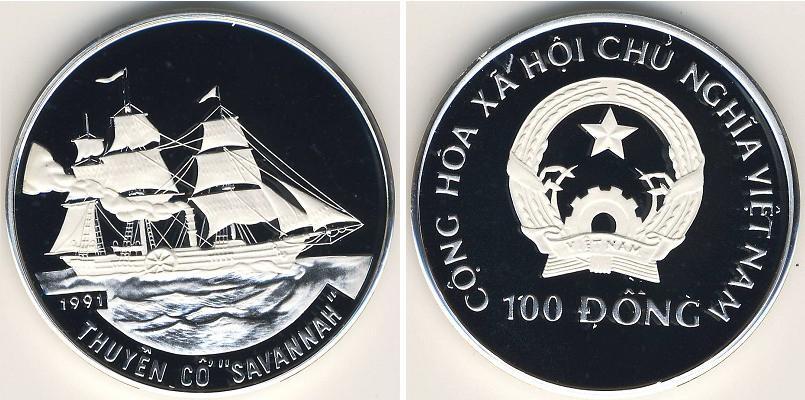 1991
THUYỀN CỔ "SAVANNAH"
CỘNG HÒA XÃ HỘI CHỦ NGHĨA VIỆT NAM
VIỆT NAM
100 ĐỒNG